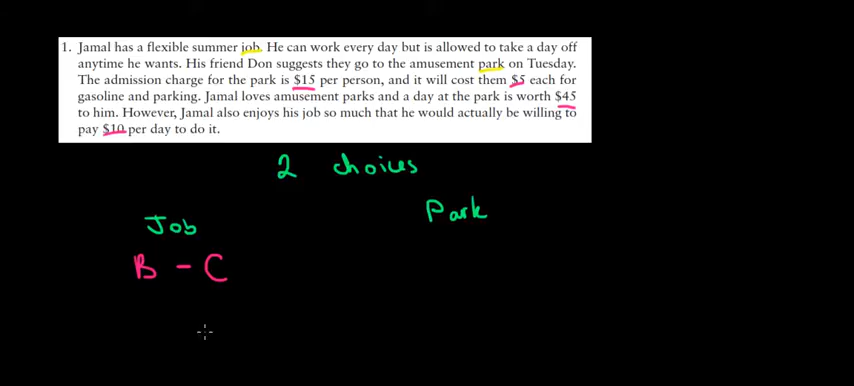 1. Jamal has a flexible summer job. He can work every day but is allowed to take a day off
anytime he wants. His friend Don suggests they go to the amusement park on Tuesday.
The admission charge for the park is $15 per person, and it will cost them $5 each for
gasoline and parking. Jamal loves amusement parks and a day at the park is worth $45
to him. However, Jamal also enjoys his job so much that he would actually be willing to
pay $10 per day to do it.
2 choices
Park
Job
B - C